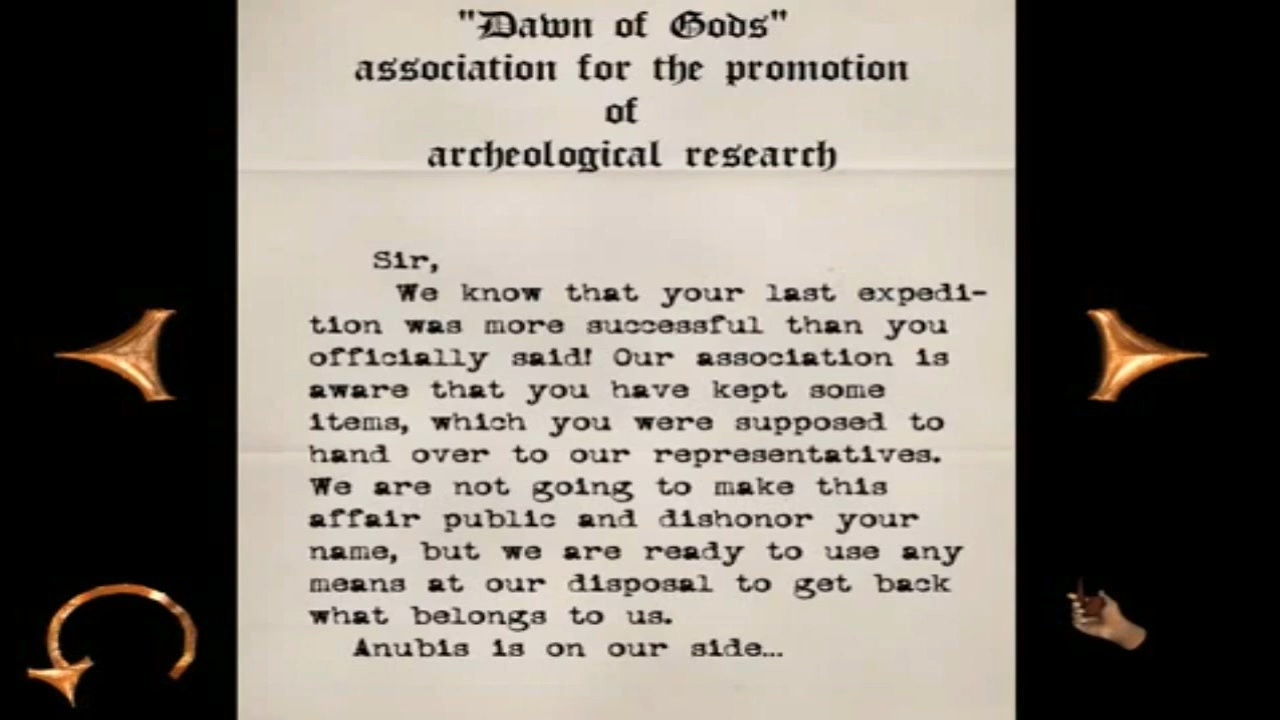 "Dawn of Gods"
association for the promotion
of
archeological research
Sir,
We know that your last expedi-
tion was more successful than you
officially said! Our association is
aware that you have kept some
items, which you were supposed to
hand over to our representatives.
We are not going to make this
affair public and dishonor your
name, but we are ready to use any
means at our disposal to get back
what belongs to us.
Anubis is on our side...